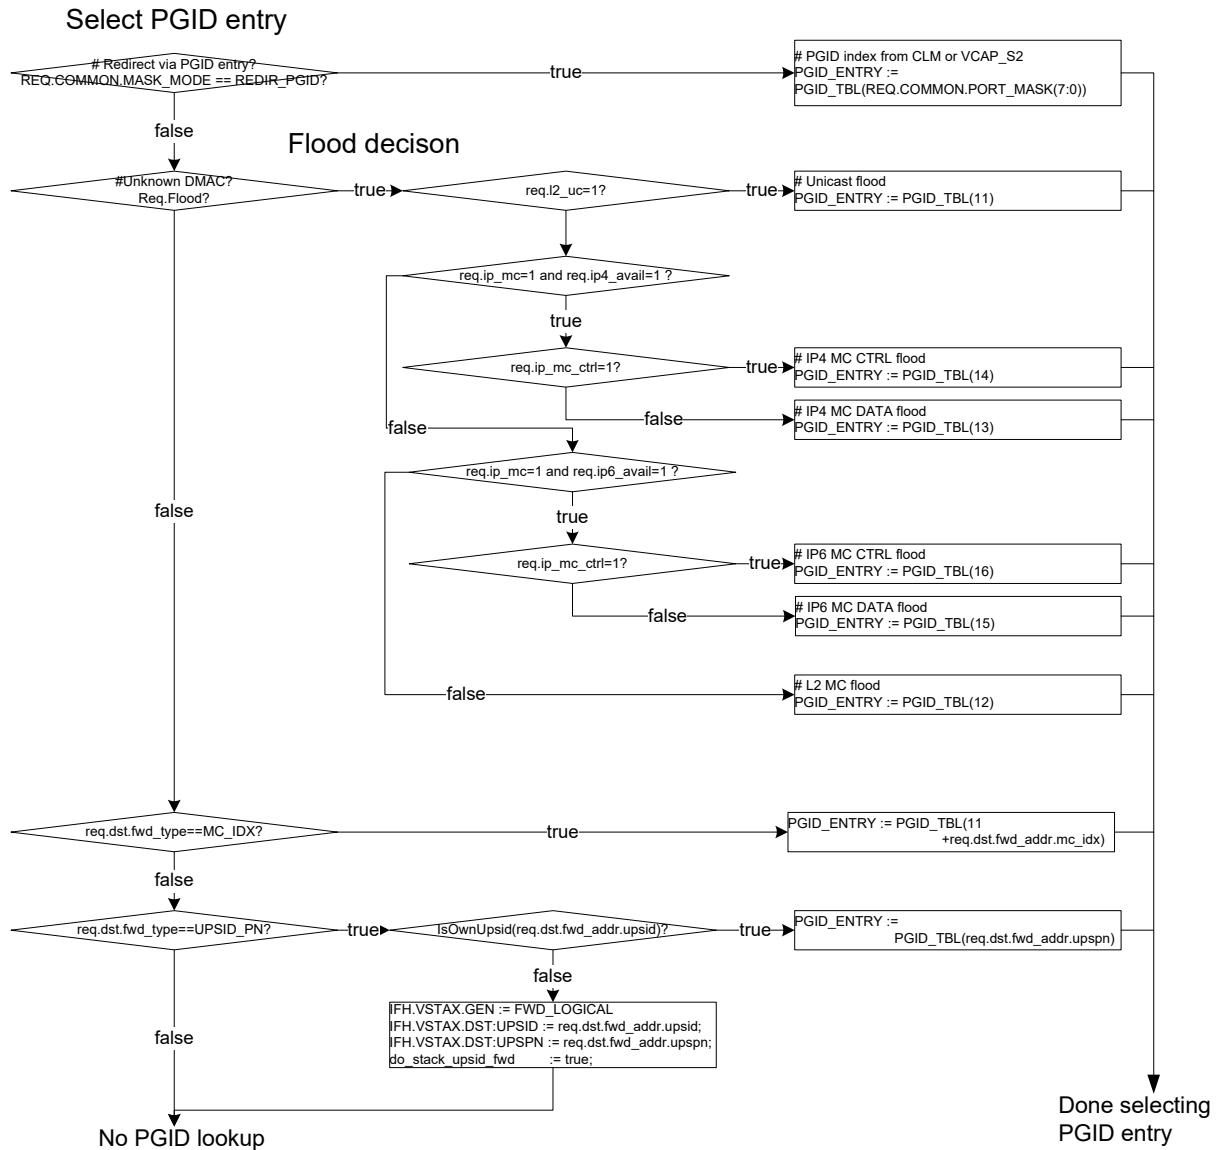 Select PGID entry
# Redirect via PGID entry?
REQ.COMMON.MASK_MODE == REDIR_PGID?
true
# PGID index from CLM or VCAP_S2
PGID_ENTRY :=
PGID_TBL(REQ.COMMON.PORT_MASK(7:0))
false
Flood decison
#Unknown DMAC?
Req.Flood?
true
req.l2_uc=1?
true
# Unicast flood
PGID_ENTRY := PGID_TBL(11)
req.ip_mc=1 and req.ip4_avail=1 ?
true
req.ip_mc_ctrl=1?
true
# IP4 MC CTRL flood
PGID_ENTRY := PGID_TBL(14)
false
# IP4 MC DATA flood
PGID_ENTRY := PGID_TBL(13)
false
req.ip_mc=1 and req.ip6_avail=1 ?
false
true
req.ip_mc_ctrl=1?
true
# IP6 MC CTRL flood
PGID_ENTRY := PGID_TBL(16)
false
# IP6 MC DATA flood
PGID_ENTRY := PGID_TBL(15)
false
# L2 MC flood
PGID_ENTRY := PGID_TBL(12)
req.dst.fwd_type==MC_IDX?
true
PGID_ENTRY := PGID_TBL(11
+req.dst.fwd_addr.mc_idx)
false
req.dst.fwd_type==UPSID_PN?
true
IsOwnUpsid(req.dst.fwd_addr.upsid)?
true
PGID_ENTRY :=
PGID_TBL(req.dst.fwd_addr.upspn)
false
IFH.VSTAX.GEN := FWD_LOGICAL
IFH.VSTAX.DST:UPSID := req.dst.fwd_addr.upsid;
IFH.VSTAX.DST:UPSPN := req.dst.fwd_addr.upspn;
do_stack_upsid_fwd := true;
false
No PGID lookup
Done selecting
PGID entry